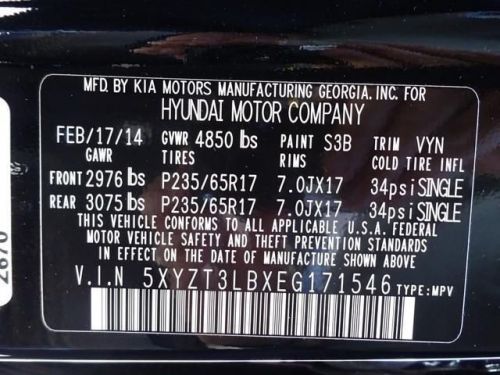 MFD. BY KIA MOTORS MANUFACTURING GEORGIA. INC. FOR
HYUNDAI MOTOR COMPANY
FEB/17/14 GVWR 4850 lbs PAINT S3B TRIM VYN
GAWR TIRES RIMS COLD TIRE INFL
FRONT 2976 lbs P235/65R17 7.0JX17 34psi SINGLE
REAR 3075 lbs P235/65R17 7.0JX17 34psi SINGLE
THIS VEHICLE CONFORMS TO ALL APPLICABLE U.S.A. FEDERAL
MOTOR VEHICLE SAFETY AND THEFT PREVENTION STANDARDS
IN EFFECT ON THE DATE OF MANUFACTURE SHOWN ABOVE.
V.I.N 5XYZT3LBXEG171546 TYPE:MPV